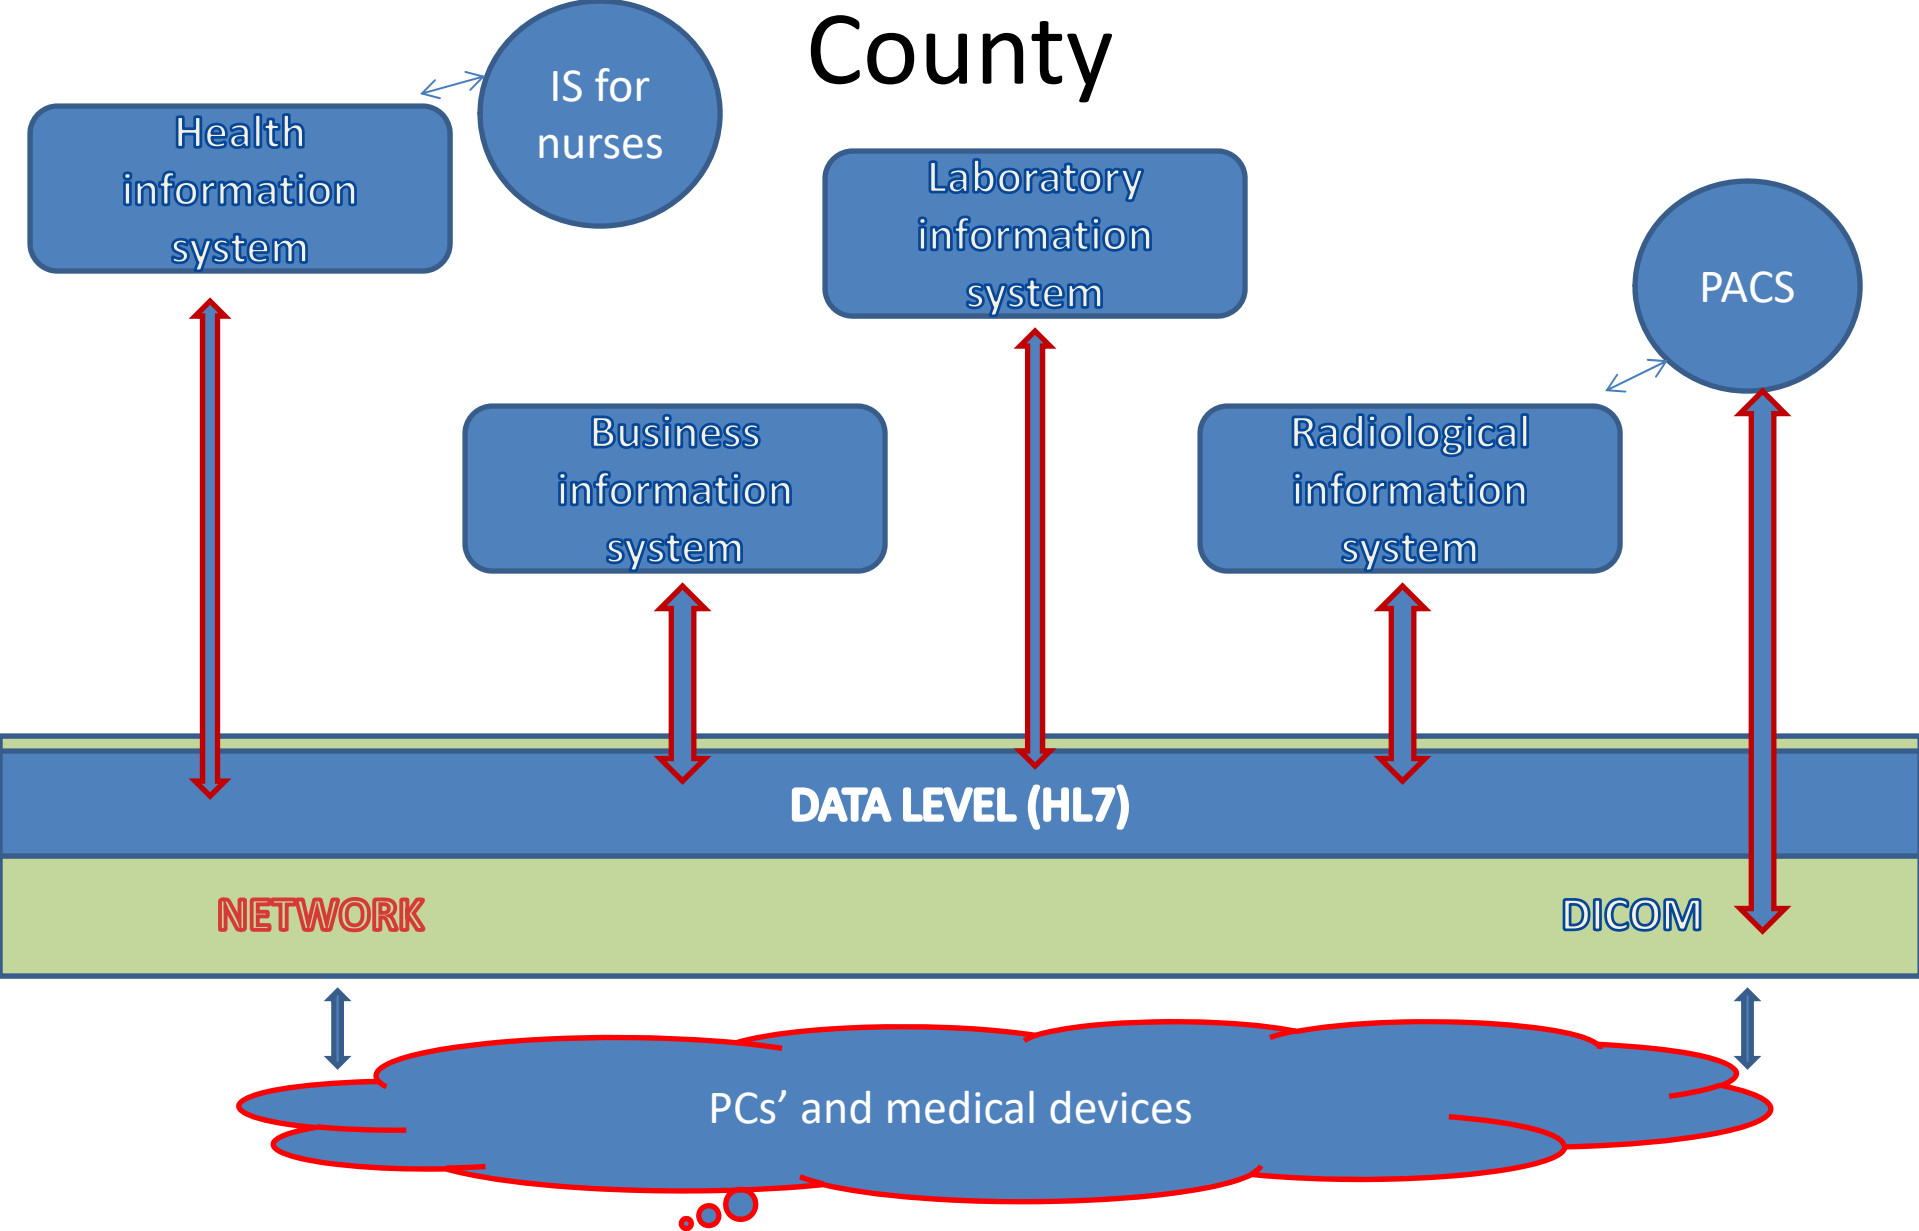 County
IS for
nurses
Health
information
system
Laboratory
information
system
PACS
Business
information
system
Radiological
information
system
DATA LEVEL (HL7)
NETWORK
DICOM
PCs’ and medical devices